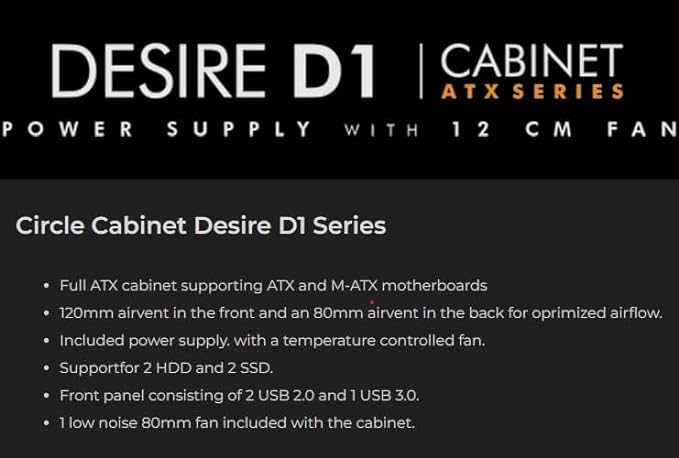 DESIRE D1 | CABINET
ATX SERIES
POWER SUPPLY WITH 12 CM FAN
Circle Cabinet Desire D1 Series
• Full ATX cabinet supporting ATX and M-ATX motherboards
• 120mm airvent in the front and an 80mm airvent in the back for oprimized airflow.
• Included power supply. with a temperature controlled fan.
• Supportfor 2 HDD and 2 SSD.
• Front panel consisting of 2 USB 2.0 and 1 USB 3.0.
• 1 low noise 80mm fan included with the cabinet.